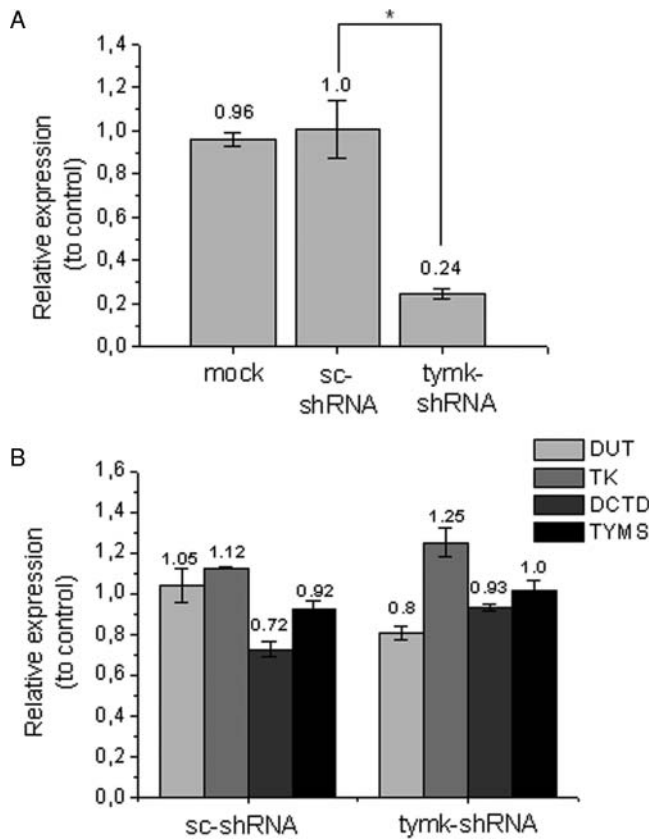 A
Relative expression
(to control)
1,4
1,2
1,0
0,8
0,6
0,4
0,2
0,0
*
0.96
1.0
0.24
mock
sc-
shRNA
tymk-
shRNA
B
DUT
TK
DCTD
TYMS
Relative expression
(to control)
1,6
1,4
1,2
1,0
0,8
0,6
0,4
0,2
0,0
1.05
1.12
0.72
0.92
0.8
1.25
0.93
1.0
sc-shRNA
tymk-shRNA